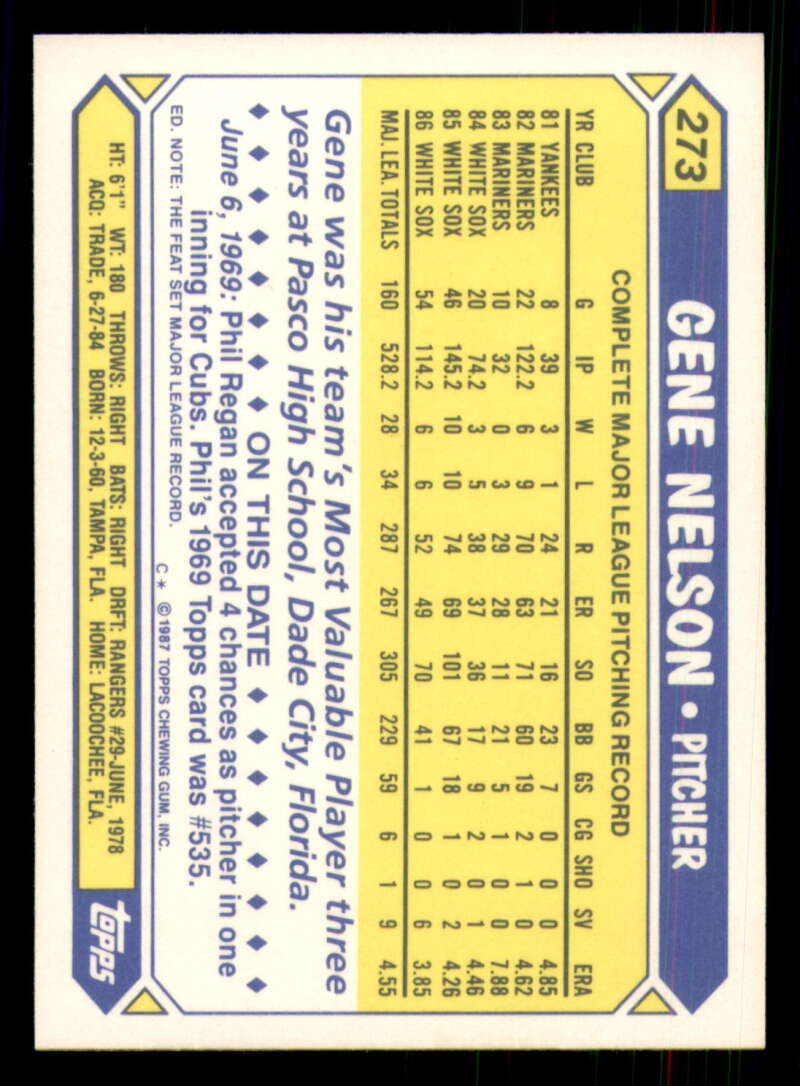 273
GENE NELSON • PITCHER
COMPLETE MAJOR LEAGUE PITCHING RECORD
YR CLUB G IP W L R ER SO BB GS CG SHO SV ERA
81 YANKEES 8 39 3 1 24 21 16 23 7 0 0 0 4.85
82 MARINERS 22 122.2 6 9 70 63 71 60 19 2 1 0 4.62
83 MARINERS 10 32 0 3 29 28 11 21 5 1 0 0 7.88
84 WHITE SOX 20 74.2 3 5 38 37 36 17 9 2 0 1 4.46
85 WHITE SOX 46 145.2 10 10 74 69 101 67 18 1 0 2 4.26
86 WHITE SOX 54 114.2 6 6 52 49 70 41 1 0 0 6 3.85
MAJ. LEA. TOTALS 160 528.2 28 34 287 267 305 229 59 6 1 9 4.55
Gene was his team's Most Valuable Player three
years at Pasco High School, Dade City, Florida.
♦ ♦ ♦ ♦ ♦ ♦ ♦ ♦ ON THIS DATE ♦ ♦ ♦ ♦ ♦ ♦ ♦ ♦
June 6, 1969: Phil Regan accepted 4 chances as pitcher in one
inning for Cubs. Phil's 1969 Topps card was #535.
ED. NOTE: THE FEAT SET MAJOR LEAGUE RECORD.
C * ©1987 TOPPS CHEWING GUM, INC.
HT: 6'1" WT: 180 THROWS: RIGHT BATS: RIGHT DRFT: RANGERS #29-JUNE, 1978
ACQ: TRADE, 6-27-84 BORN: 12-3-60, TAMPA, FLA. HOME: LACOOCHEE, FLA.
topps